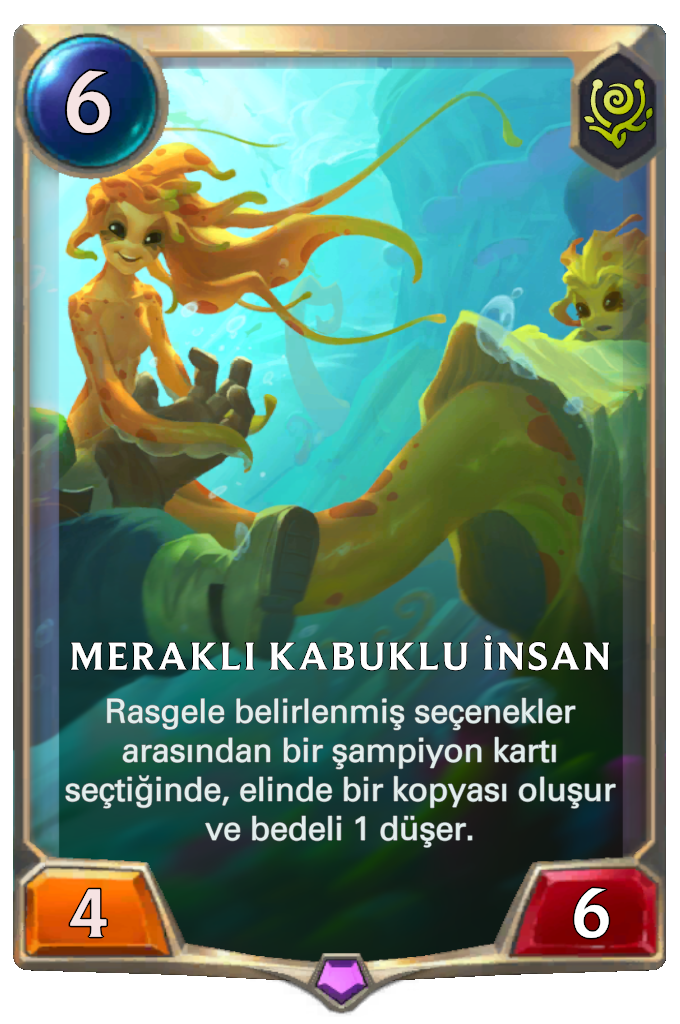 6
MERAKLI KABUKLU İNSAN
Rasgele belirlenmiş seçenekler
arasından bir şampiyon kartı
seçtiğinde, elinde bir kopyası oluşur
ve bedeli 1 düşer.
4
6